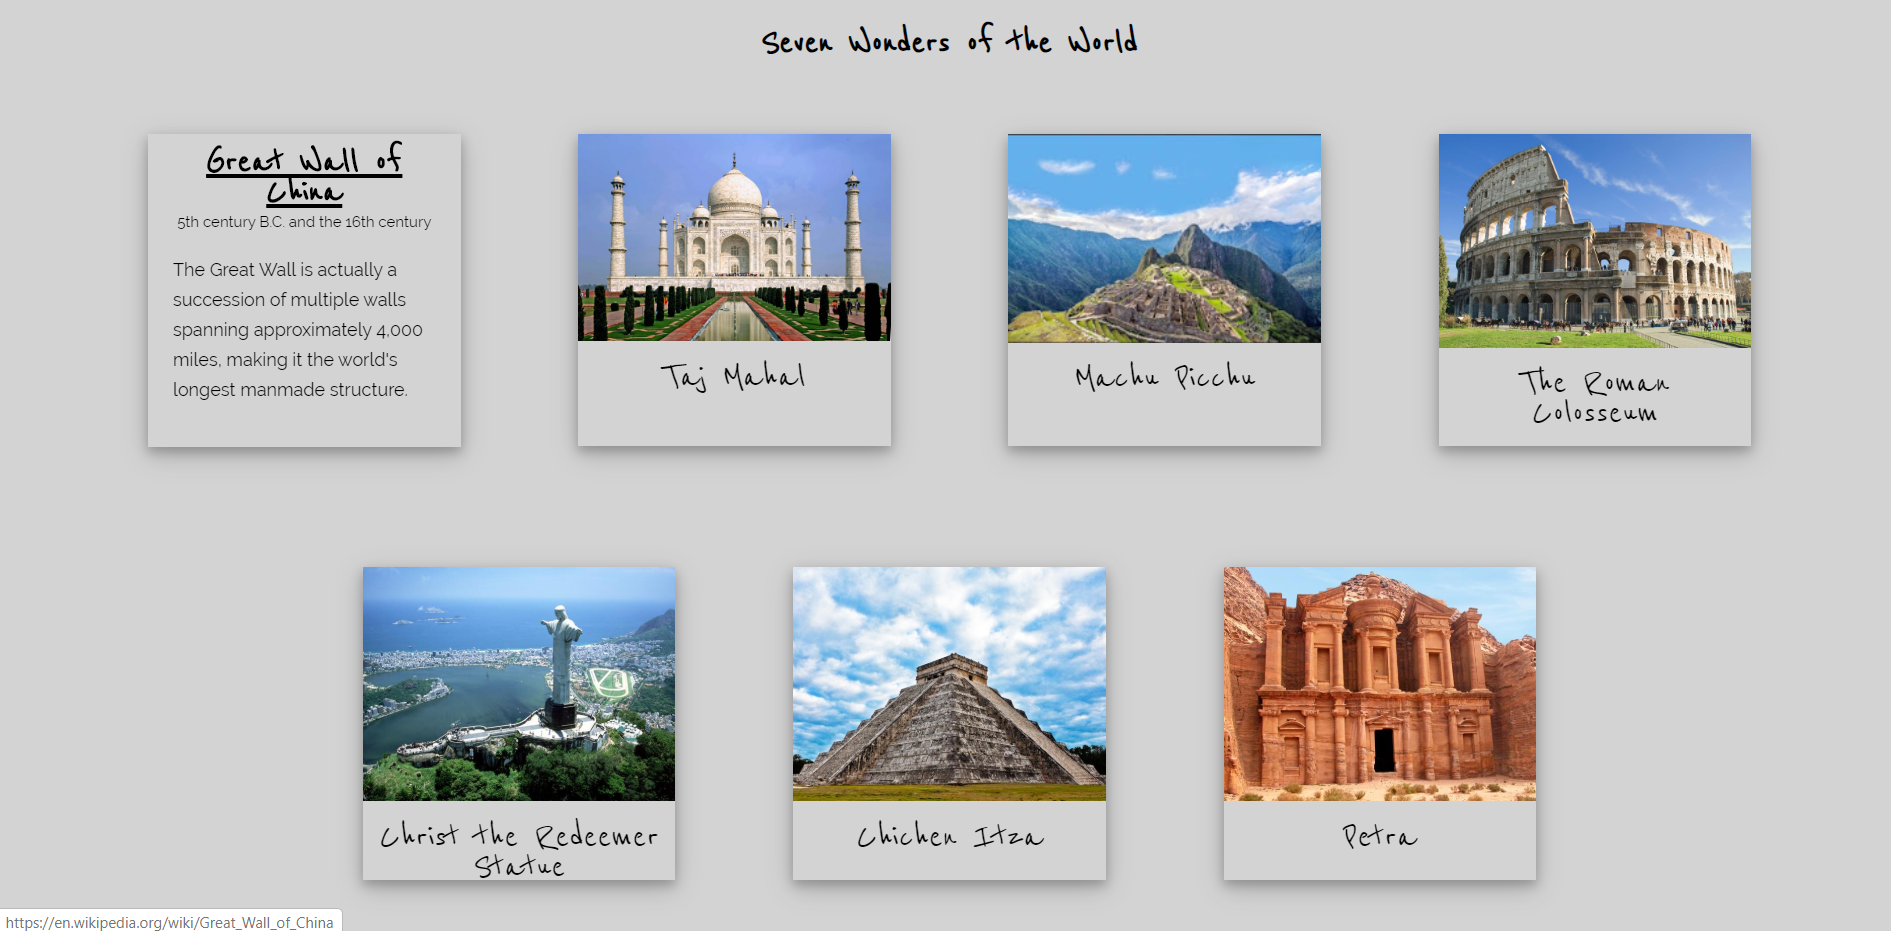 Seven Wonders of the World
Great Wall of
China
5th century B.C. and the 16th century
The Great Wall is actually a
succession of multiple walls
spanning approximately 4,000
miles, making it the world's
longest manmade structure.
Taj Mahal
Machu Picchu
The Roman
Colosseum
Christ the Redeemer
Statue
Chichen Itza
Petra
https://en.wikipedia.org/wiki/Great_Wall_of_China